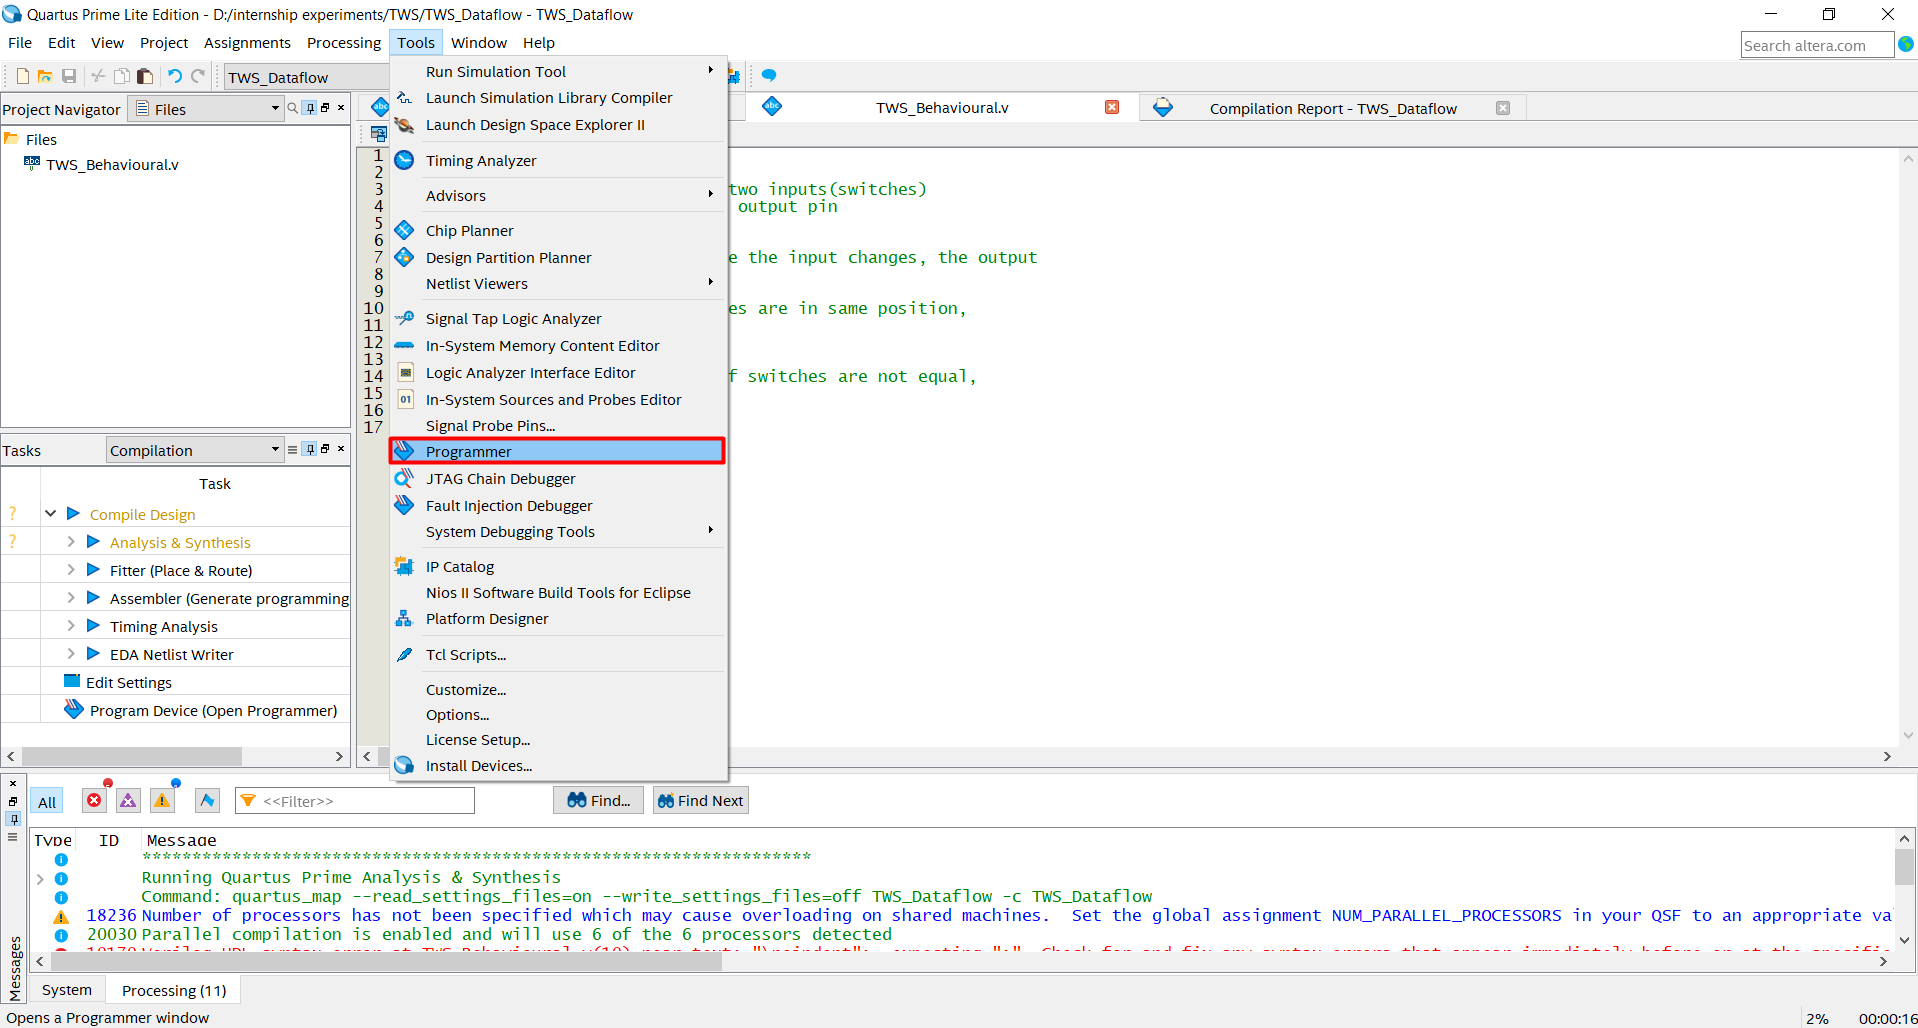 Quartus Prime Lite Edition - D:/internship experiments/TWS/TWS_Dataflow - TWS_Dataflow
File Edit View Project Assignments Processing Tools Window Help
Search altera.com
TWS_Dataflow
Project Navigator Files
Files
TWS_Behavioural.v
Tasks Compilation
Task
? Compile Design
? Analysis & Synthesis
Fitter (Place & Route)
Assembler (Generate programming
Timing Analysis
EDA Netlist Writer
Edit Settings
Program Device (Open Programmer)
Run Simulation Tool
Launch Simulation Library Compiler
Launch Design Space Explorer II
Timing Analyzer
Advisors
Chip Planner
Design Partition Planner
Netlist Viewers
Signal Tap Logic Analyzer
In-System Memory Content Editor
Logic Analyzer Interface Editor
In-System Sources and Probes Editor
Signal Probe Pins...
Programmer
JTAG Chain Debugger
Fault Injection Debugger
System Debugging Tools
IP Catalog
Nios II Software Build Tools for Eclipse
Platform Designer
Tcl Scripts...
Customize...
Options...
License Setup...
Install Devices...
TWS_Behavioural.v
Compilation Report - TWS_Dataflow
1
2
3 two inputs(switches)
4 output pin
5
6
7 e the input changes, the output
8
9
10 es are in same position,
11
12
13
14 f switches are not equal,
15
16
17
All <<Filter>> Find... Find Next
Type ID Message
*******************************************************************
Running Quartus Prime Analysis & Synthesis
Command: quartus_map --read_settings_files=on --write_settings_files=off TWS_Dataflow -c TWS_Dataflow
18236 Number of processors has not been specified which may cause overloading on shared machines. Set the global assignment NUM_PARALLEL_PROCESSORS in your QSF to an appropriate va
20030 Parallel compilation is enabled and will use 6 of the 6 processors detected
System Processing (11)
Messages
Opens a Programmer window
2% 00:00:16